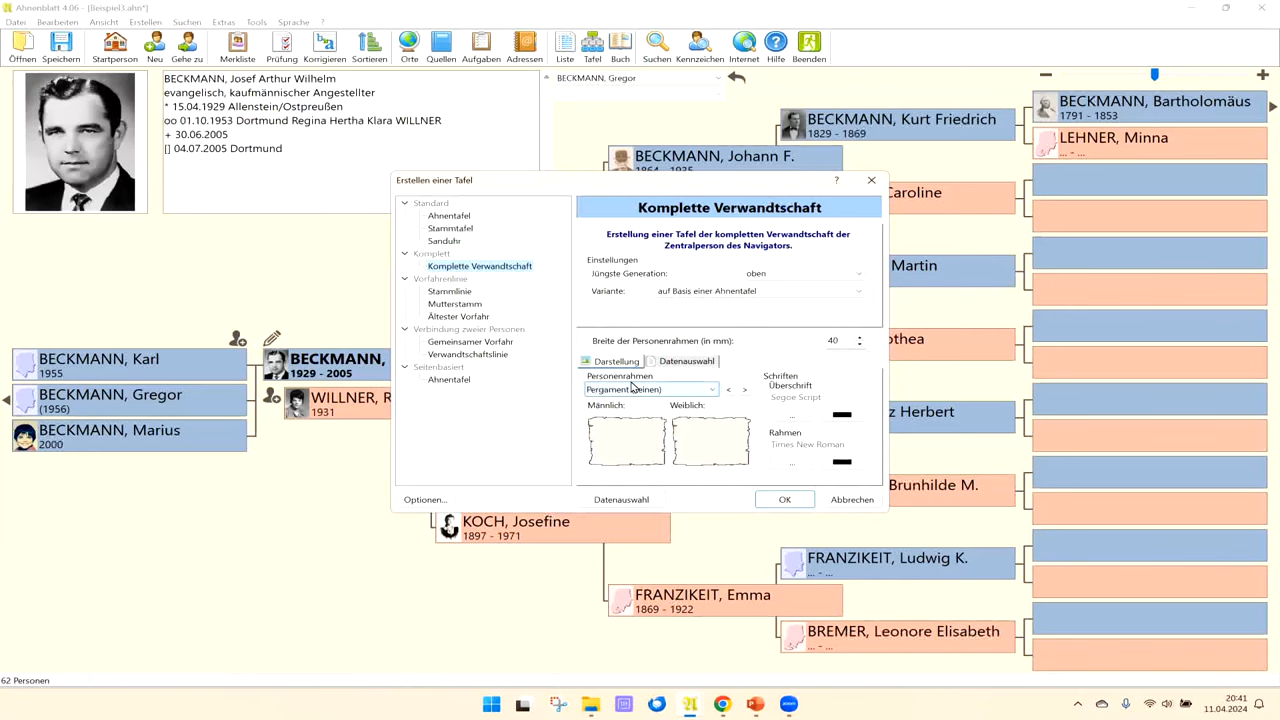 Ahnenblatt 4.06 - [Beispiel3.ahn*]
Datei Bearbeiten Ansicht Erstellen Suchen Extras Tools Sprache ?
Öffnen Speichern Startperson Neu Gehe zu Merkliste Prüfung Korrigieren Sortieren Orte Quellen Aufgaben Adressen Liste Tafel Buch Suchen Kennzeichen Internet Hilfe Beenden
BECKMANN, Josef Arthur Wilhelm
evangelisch, kaufmännischer Angestellter
* 15.04.1929 Allenstein/Ostpreußen
oo 01.10.1953 Dortmund Regina Hertha Klara WILLNER
+ 30.06.2005
[] 04.07.2005 Dortmund
BECKMANN, Gregor
BECKMANN, Karl
1955
BECKMANN, Gregor
(1956)
BECKMANN, Marius
2000
BECKMANN,
1929 - 2005
WILLNER, R
1931
KOCH, Josefine
1897 - 1971
BECKMANN, Johann F.
1864 - 1935
FRANZIKEIT, Emma
1869 - 1922
BECKMANN, Kurt Friedrich
1829 - 1869
Caroline
Martin
othea
z Herbert
Brunhilde M.
FRANZIKEIT, Ludwig K.
... - ...
BREMER, Leonore Elisabeth
... - ...
BECKMANN, Bartholomäus
1791 - 1853
LEHNER, Minna
... - ...
Erstellen einer Tafel
?
Standard
Ahnentafel
Stammtafel
Sanduhr
Komplett
Komplette Verwandtschaft
Vorfahrenlinie
Stammlinie
Mutterstamm
Ältester Vorfahr
Verbindung zweier Personen
Gemeinsamer Vorfahr
Verwandtschaftslinie
Seitenbasiert
Ahnentafel
Komplette Verwandtschaft
Erstellung einer Tafel der kompletten Verwandtschaft der
Zentralperson des Navigators.
Einstellungen
Jüngste Generation: oben
Variante: auf Basis einer Ahnentafel
Breite der Personenrahmen (in mm): 40
Darstellung Datenauswahl
Personenrahmen
< >
Männlich: Weiblich:
Schriften
Überschrift
Segoe Script
...
Rahmen
Times New Roman
...
Optionen... Datenauswahl OK Abbrechen
62 Personen
20:41
11.04.2024